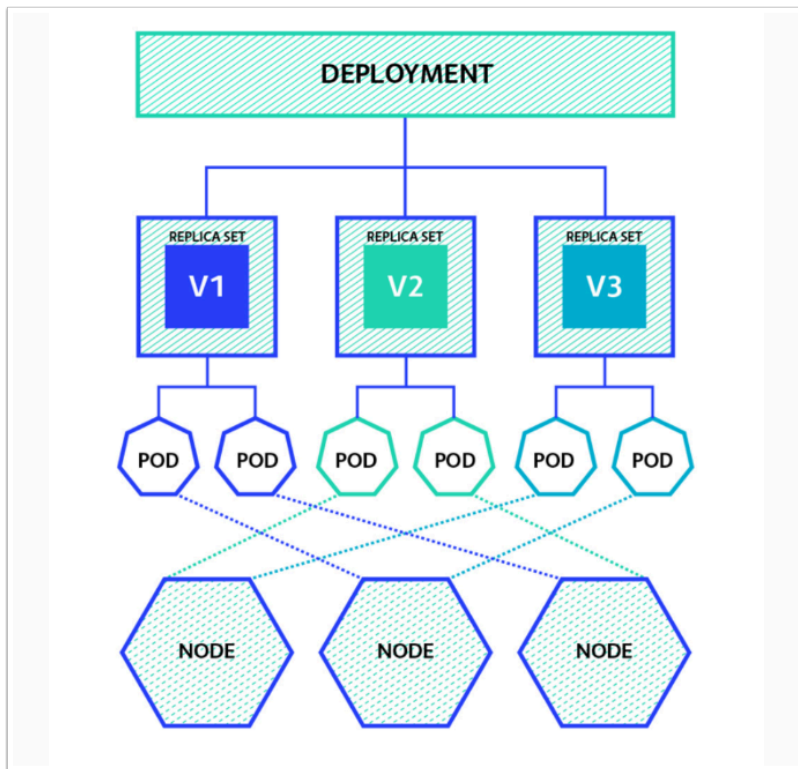 DEPLOYMENT
REPLICA SET
V1
REPLICA SET
V2
REPLICA SET
V3
POD
POD
POD
POD
POD
POD
NODE
NODE
NODE